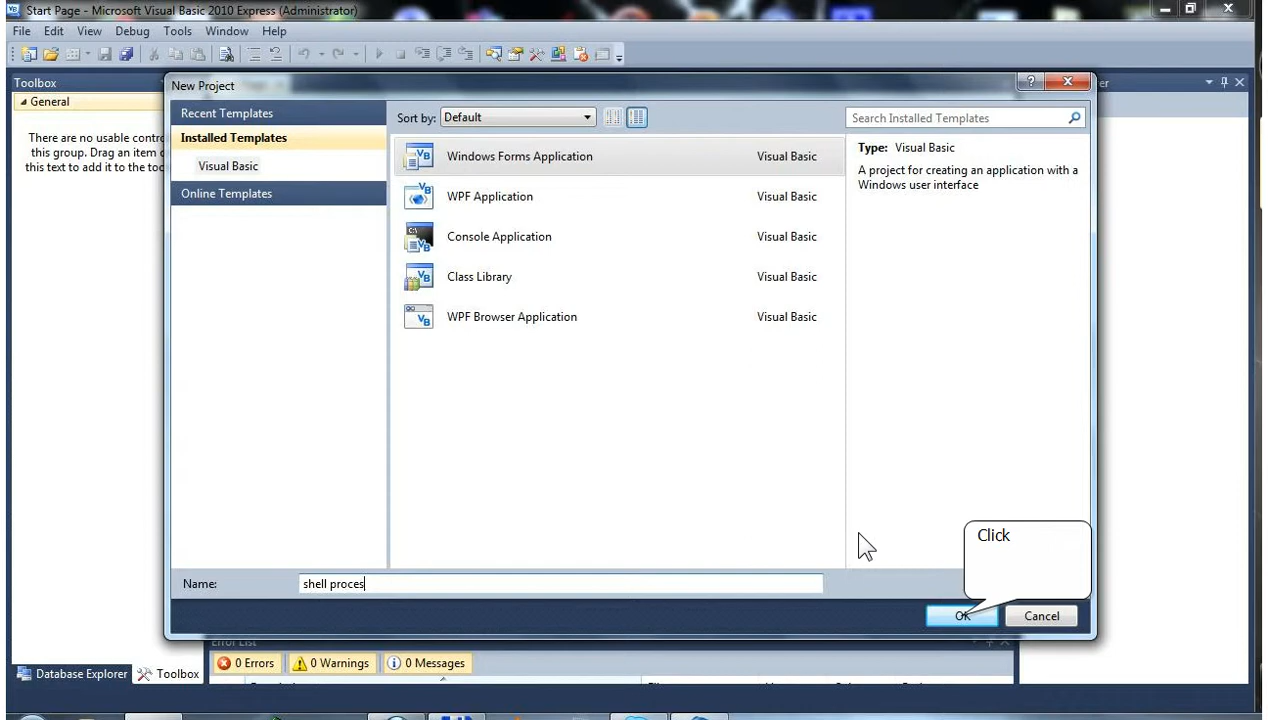 Start Page - Microsoft Visual Basic 2010 Express (Administrator)
File Edit View Debug Tools Window Help
Toolbox
General
There are no usable contro
this group. Drag an item o
this text to add it to the too
New Project
Recent Templates
Installed Templates
Visual Basic
Online Templates
Sort by: Default
Search Installed Templates
Windows Forms Application Visual Basic
WPF Application Visual Basic
Console Application Visual Basic
Class Library Visual Basic
WPF Browser Application Visual Basic
Type: Visual Basic
A project for creating an application with a
Windows user interface
Click
Name: shell proces
OK Cancel
Error List
0 Errors 0 Warnings 0 Messages
Database Explorer Toolbox